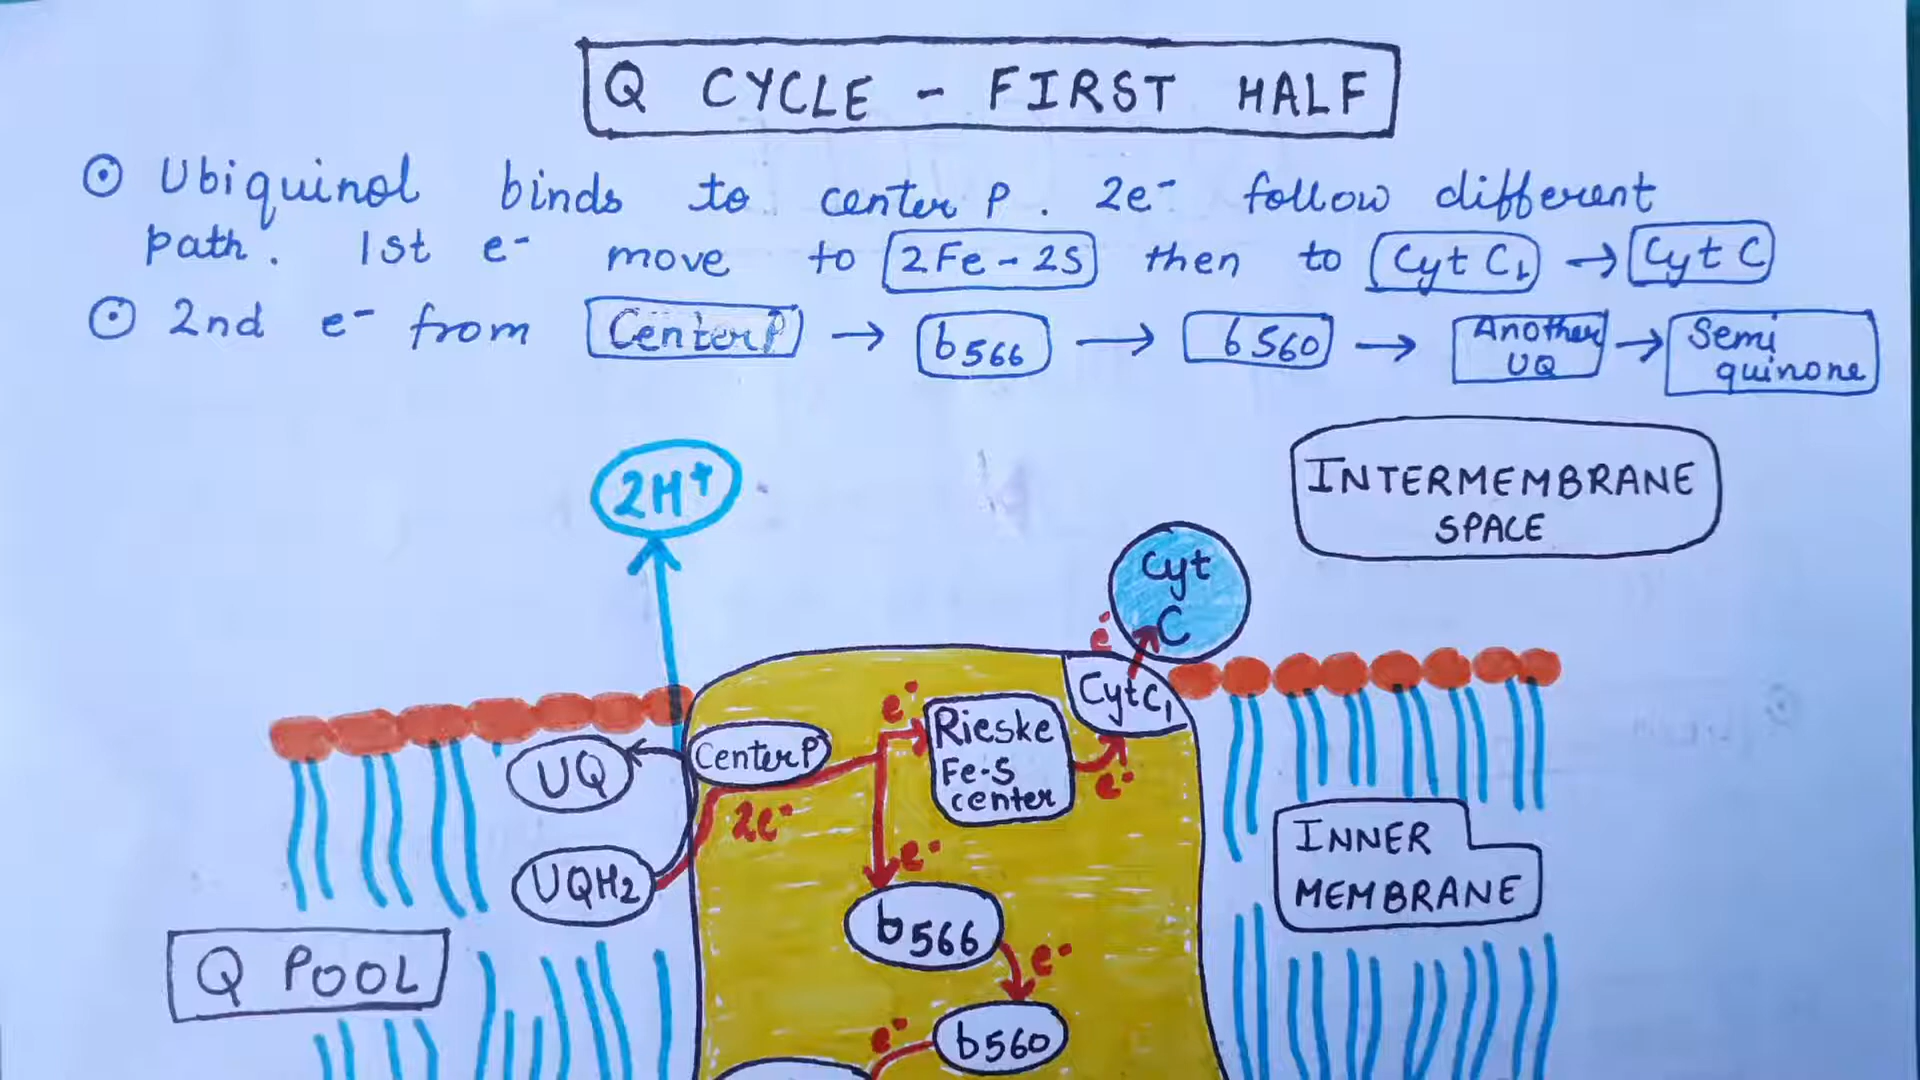 Q CYCLE - FIRST HALF
Ubiquinol binds to center P. 2e- follow different
path. 1st e- move to 2Fe-2S then to Cyt C1 → Cyt C
2nd e- from Center P → b566 → b560 → Another UQ → Semi quinone
2H+
INTERMEMBRANE
SPACE
Cyt
C
e-
Cyt C1
e-
Rieske
Fe-S
center
e-
Center P
UQ
2e-
UQH2
e-
INNER
MEMBRANE
b566
e-
Q POOL
e-
b560